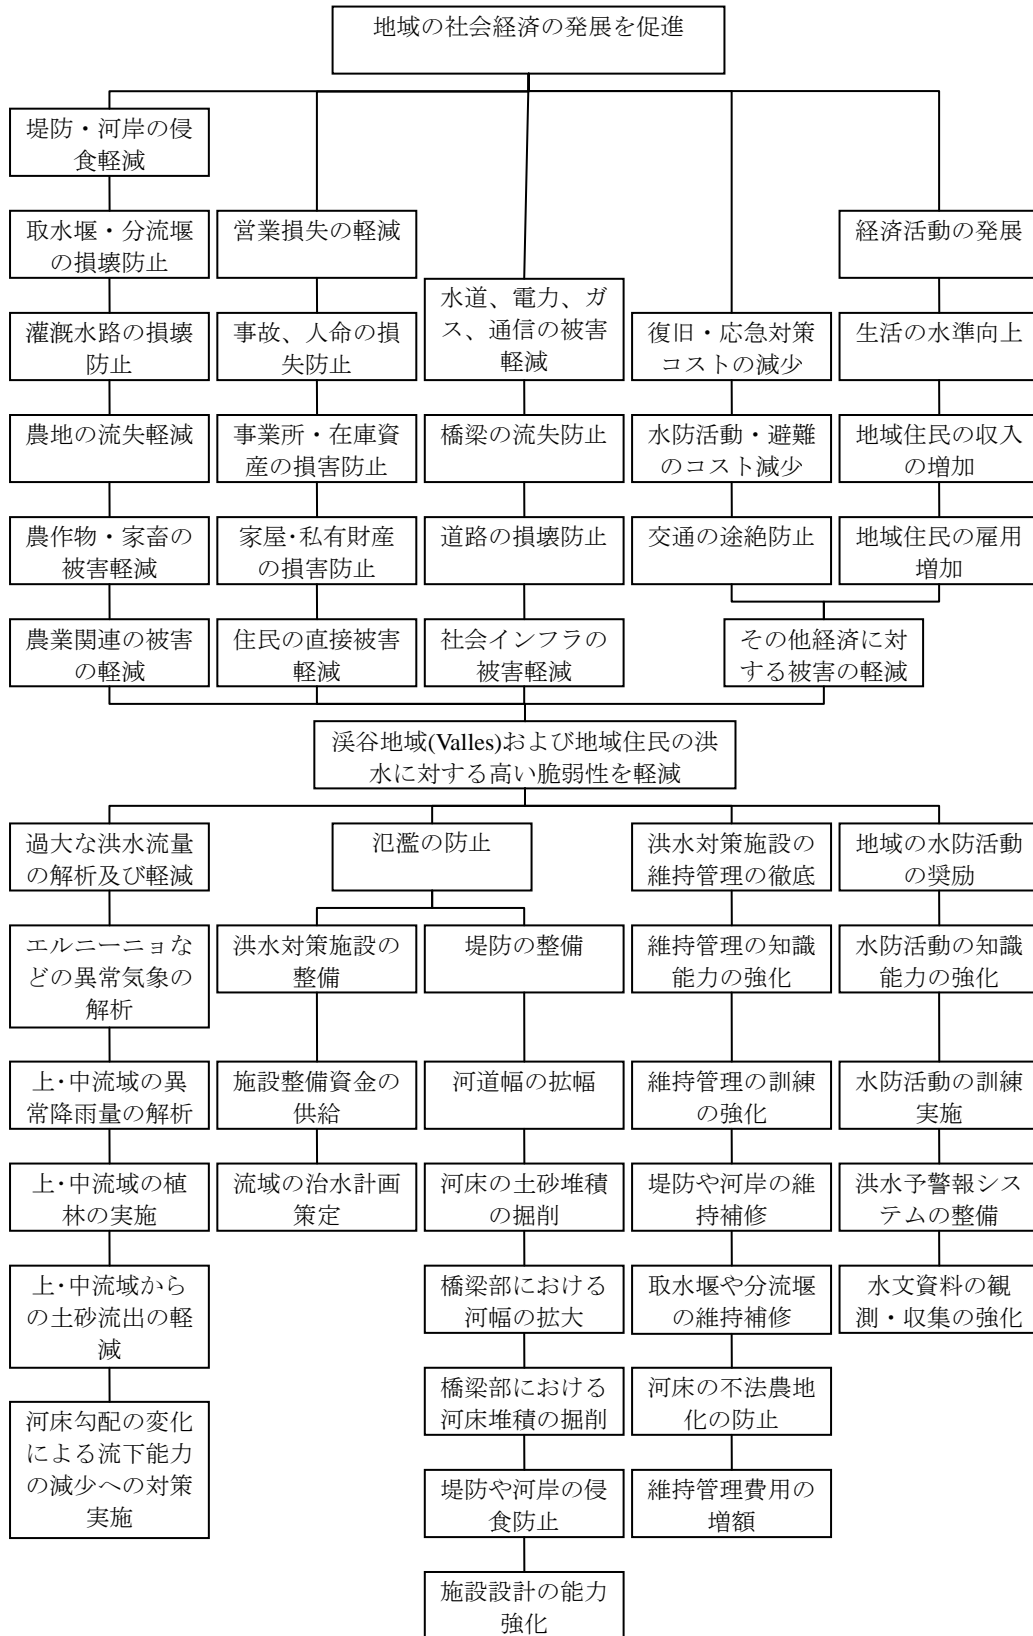 地域の社会経済の発展を促進
堤防・河岸の侵
食軽減
取水堰・分流堰
の損壊防止
営業損失の軽減
経済活動の発展
灌漑水路の損壊
防止
事故、人命の損
失防止
水道、電力、ガ
ス、通信の被害
軽減
復旧・応急対策
コストの減少
生活の水準向上
農地の流失軽減
事業所・在庫資
産の損害防止
橋梁の流失防止
水防活動・避難
のコスト減少
地域住民の収入
の増加
農作物・家畜の
被害軽減
家屋･私有財産
の損害防止
道路の損壊防止
交通の途絶防止
地域住民の雇用
増加
農業関連の被害
の軽減
住民の直接被害
軽減
社会インフラの
被害軽減
その他経済に対
する被害の軽減
渓谷地域(Valles)および地域住民の洪
水に対する高い脆弱性を軽減
過大な洪水流量
の解析及び軽減
氾濫の防止
洪水対策施設の
維持管理の徹底
地域の水防活動
の奨励
エルニーニョな
どの異常気象の
解析
洪水対策施設の
整備
堤防の整備
維持管理の知識
能力の強化
水防活動の知識
能力の強化
上･中流域の異
常降雨量の解析
施設整備資金の
供給
河道幅の拡幅
維持管理の訓練
の強化
水防活動の訓練
実施
上･中流域の植
林の実施
流域の治水計画
策定
河床の土砂堆積
の掘削
堤防や河岸の維
持補修
洪水予警報シス
テムの整備
上･中流域から
の土砂流出の軽
減
橋梁部における
河幅の拡大
取水堰や分流堰
の維持補修
水文資料の観
測・収集の強化
河床勾配の変化
による流下能力
の減少への対策
実施
橋梁部における
河床堆積の掘削
河床の不法農地
化の防止
堤防や河岸の侵
食防止
維持管理費用の
増額
施設設計の能力
強化